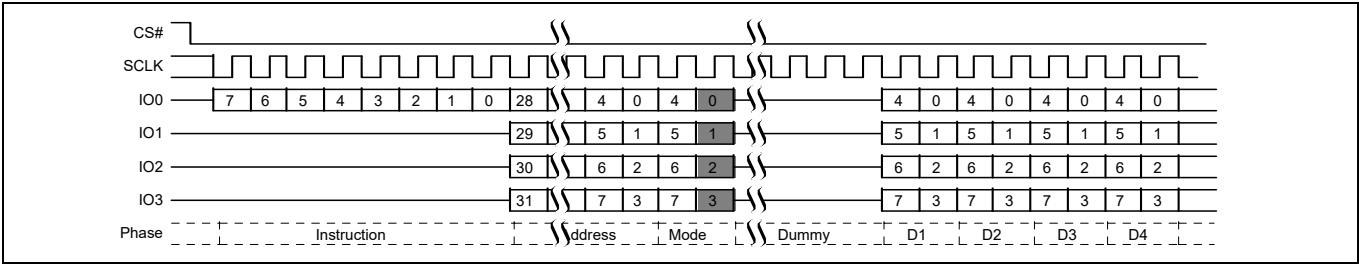 CS#
SCLK
IO0 7 6 5 4 3 2 1 0 28 4 0 4 0 4 0 4 0 4 0 4 0
IO1 29 5 1 5 1 5 1 5 1 5 1 5 1
IO2 30 6 2 6 2 6 2 6 2 6 2 6 2
IO3 31 7 3 7 3 7 3 7 3 7 3 7 3
Phase Instruction ddress Mode Dummy D1 D2 D3 D4